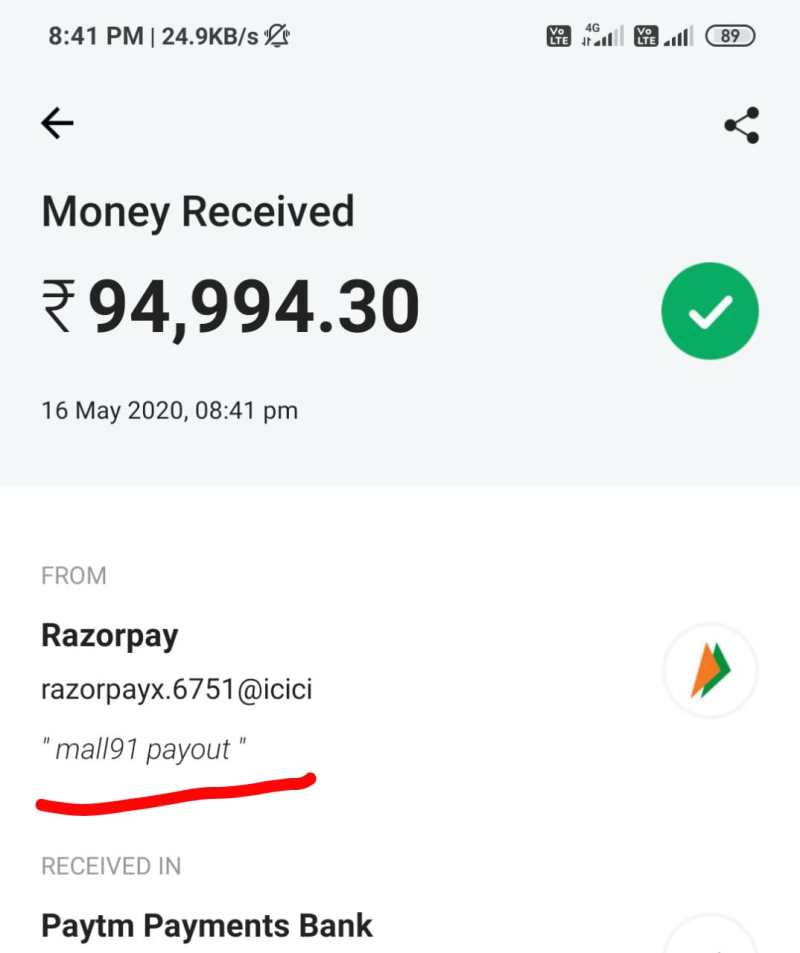 8:41 PM | 24.9KB/s Vo LTE 4G Vo LTE 89
Money Received
₹94,994.30
16 May 2020, 08:41 pm
FROM
Razorpay
razorpayx.6751@icici
" mall91 payout "
RECEIVED IN
Paytm Payments Bank